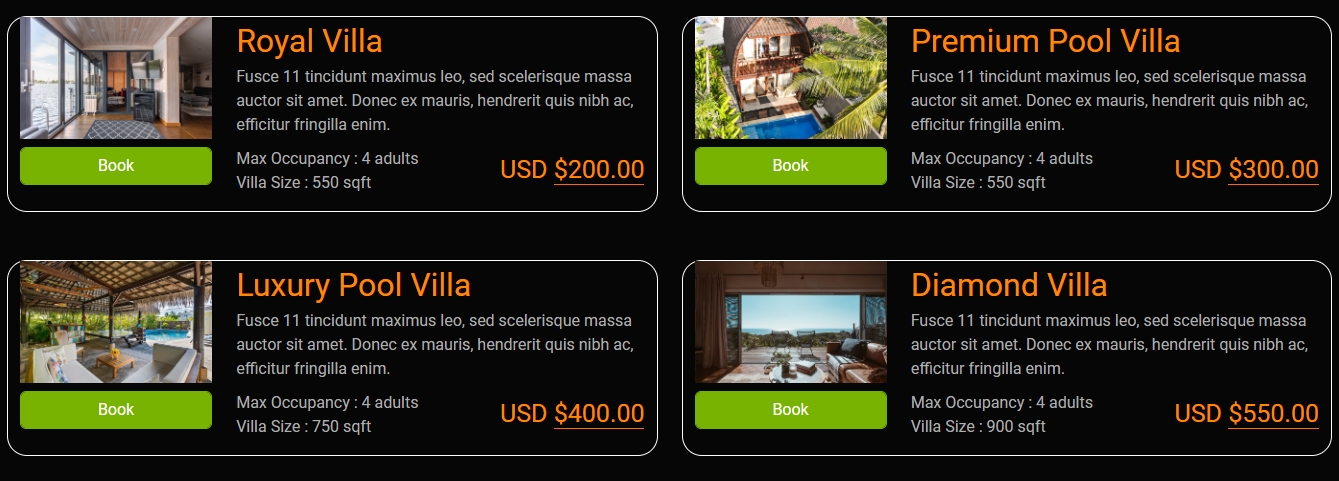 Royal Villa
Fusce 11 tincidunt maximus leo, sed scelerisque massa
auctor sit amet. Donec ex mauris, hendrerit quis nibh ac,
efficitur fringilla enim.
Book
Max Occupancy : 4 adults
Villa Size : 550 sqft
USD $200.00
Premium Pool Villa
Fusce 11 tincidunt maximus leo, sed scelerisque massa
auctor sit amet. Donec ex mauris, hendrerit quis nibh ac,
efficitur fringilla enim.
Book
Max Occupancy : 4 adults
Villa Size : 550 sqft
USD $300.00
Luxury Pool Villa
Fusce 11 tincidunt maximus leo, sed scelerisque massa
auctor sit amet. Donec ex mauris, hendrerit quis nibh ac,
efficitur fringilla enim.
Book
Max Occupancy : 4 adults
Villa Size : 750 sqft
USD $400.00
Diamond Villa
Fusce 11 tincidunt maximus leo, sed scelerisque massa
auctor sit amet. Donec ex mauris, hendrerit quis nibh ac,
efficitur fringilla enim.
Book
Max Occupancy : 4 adults
Villa Size : 900 sqft
USD $550.00